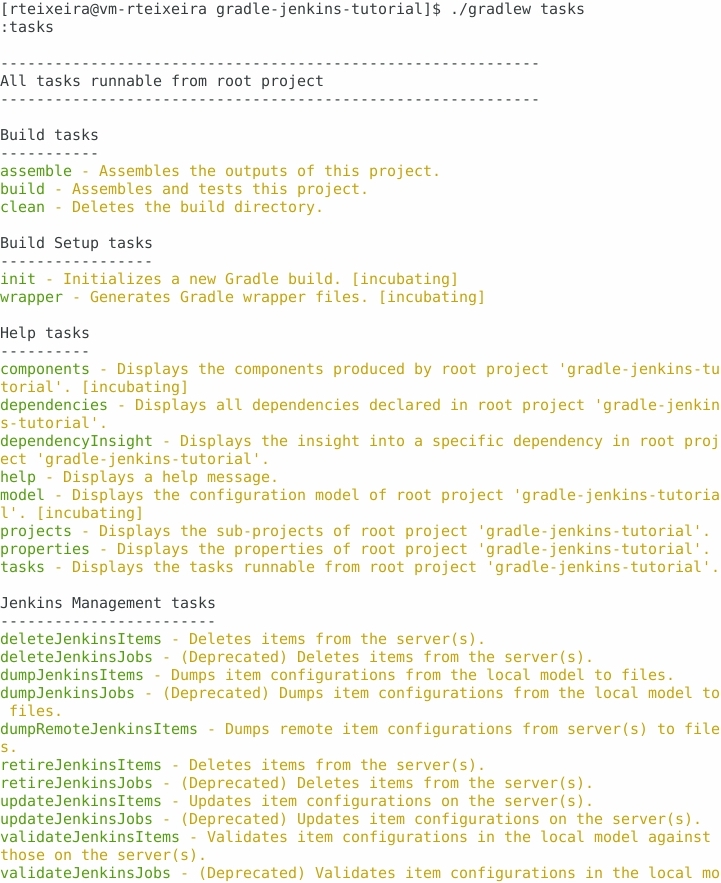 [rteixeira@vm-rteixeira gradle-jenkins-tutorial]$ ./gradlew tasks
:tasks
------------------------------------------------------------
All tasks runnable from root project
------------------------------------------------------------
Build tasks
-----------
assemble - Assembles the outputs of this project.
build - Assembles and tests this project.
clean - Deletes the build directory.
Build Setup tasks
-----------------
init - Initializes a new Gradle build. [incubating]
wrapper - Generates Gradle wrapper files. [incubating]
Help tasks
----------
components - Displays the components produced by root project 'gradle-jenkins-tu
torial'. [incubating]
dependencies - Displays all dependencies declared in root project 'gradle-jenkin
s-tutorial'.
dependencyInsight - Displays the insight into a specific dependency in root proj
ect 'gradle-jenkins-tutorial'.
help - Displays a help message.
model - Displays the configuration model of root project 'gradle-jenkins-tutoria
l'. [incubating]
projects - Displays the sub-projects of root project 'gradle-jenkins-tutorial'.
properties - Displays the properties of root project 'gradle-jenkins-tutorial'.
tasks - Displays the tasks runnable from root project 'gradle-jenkins-tutorial'.
Jenkins Management tasks
------------------------
deleteJenkinsItems - Deletes items from the server(s).
deleteJenkinsJobs - (Deprecated) Deletes items from the server(s).
dumpJenkinsItems - Dumps item configurations from the local model to files.
dumpJenkinsJobs - (Deprecated) Dumps item configurations from the local model to
 files.
dumpRemoteJenkinsItems - Dumps remote item configurations from server(s) to file
s.
retireJenkinsItems - Deletes items from the server(s).
retireJenkinsJobs - (Deprecated) Deletes items from the server(s).
updateJenkinsItems - Updates item configurations on the server(s).
updateJenkinsJobs - (Deprecated) Updates item configurations on the server(s).
validateJenkinsItems - Validates item configurations in the local model against
those on the server(s).
validateJenkinsJobs - (Deprecated) Validates item configurations in the local mo